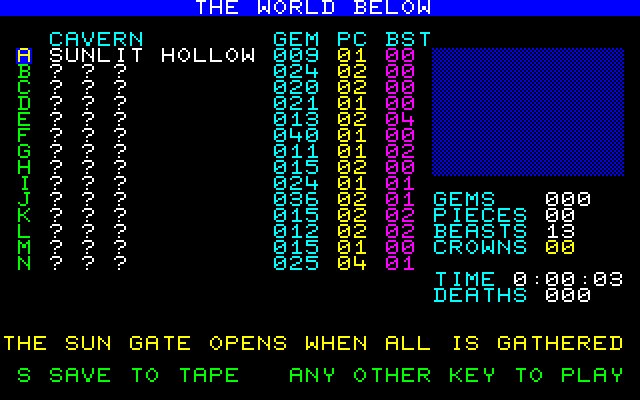 THE WORLD BELOW
CAVERN GEM PC BST
A SUNLIT HOLLOW 009 01 00
B ? ? ? 024 02 00
C ? ? ? 020 02 00
D ? ? ? 021 01 00
E ? ? ? 013 02 04
F ? ? ? 040 01 00
G ? ? ? 011 01 02
H ? ? ? 015 02 00
I ? ? ? 024 01 01
J ? ? ? 036 02 01 GEMS 000
K ? ? ? 015 02 02 PIECES 00
L ? ? ? 012 02 02 BEASTS 13
M ? ? ? 015 01 00 CROWNS 00
N ? ? ? 025 04 01
TIME 0:00:03
DEATHS 000
THE SUN GATE OPENS WHEN ALL IS GATHERED
S SAVE TO TAPE ANY OTHER KEY TO PLAY